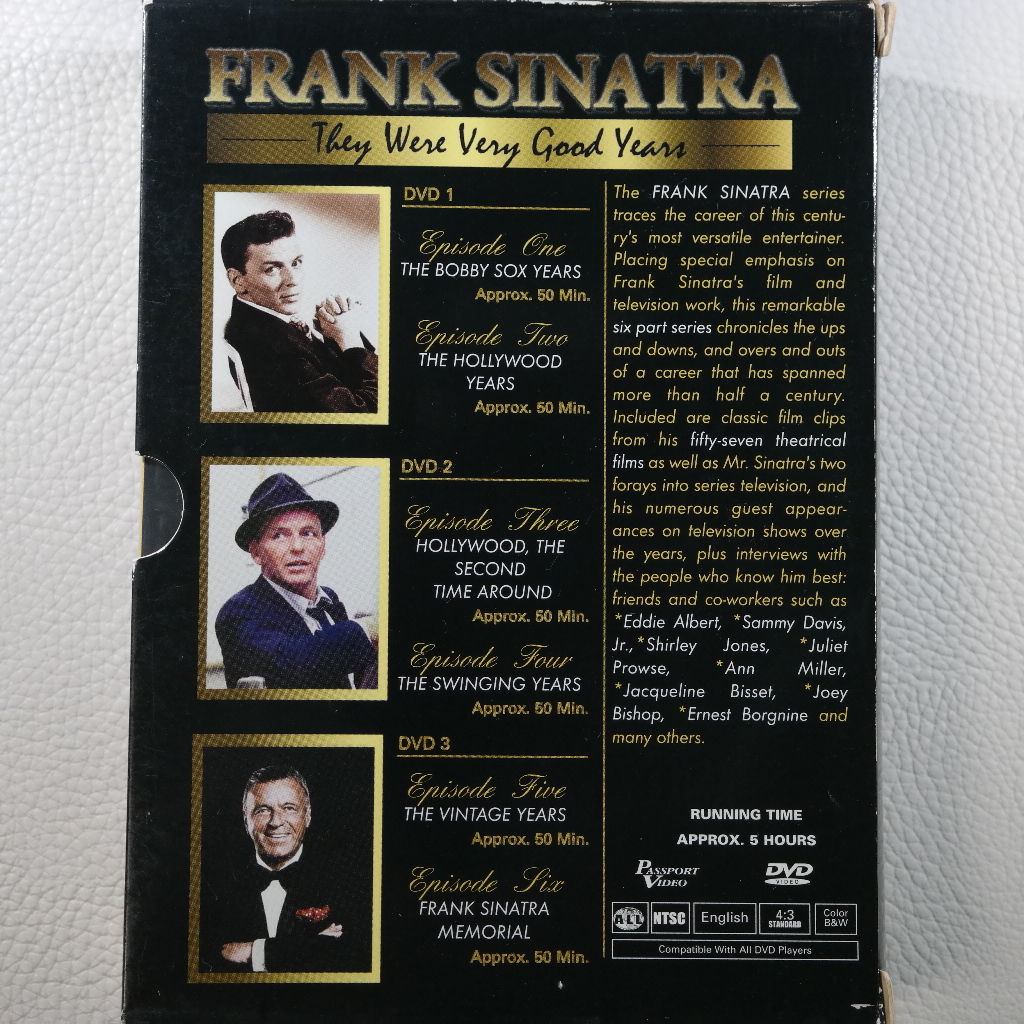 FRANK SINATRA
They Were Very Good Years
DVD 1
Episode One
THE BOBBY SOX YEARS
Approx. 50 Min.
Episode Two
THE HOLLYWOOD
YEARS
Approx. 50 Min.
DVD 2
Episode Three
HOLLYWOOD, THE
SECOND
TIME AROUND
Approx. 50 Min.
Episode Four
THE SWINGING YEARS
Approx. 50 Min.
DVD 3
Episode Five
THE VINTAGE YEARS
Approx. 50 Min.
Episode Six
FRANK SINATRA
MEMORIAL
Approx. 50 Min.
The FRANK SINATRA series
traces the career of this centu-
ry's most versatile entertainer.
Placing special emphasis on
Frank Sinatra's film and
television work, this remarkable
six part series chronicles the ups
and downs, and overs and outs
of a career that has spanned
more than half a century.
Included are classic film clips
from his fifty-seven theatrical
films as well as Mr. Sinatra's two
forays into series television, and
his numerous guest appear-
ances on television shows over
the years, plus interviews with
the people who know him best:
friends and co-workers such as
*Eddie Albert, *Sammy Davis,
Jr.,*Shirley Jones, *Juliet
Prowse, *Ann Miller,
*Jacqueline Bisset, *Joey
Bishop, *Ernest Borgnine and
many others.
RUNNING TIME
APPROX. 5 HOURS
PASSPORT
VIDEO
DVD
VIDEO
ALL
NTSC
English
4:3
STANDARD
Color
B&W
Compatible With All DVD Players